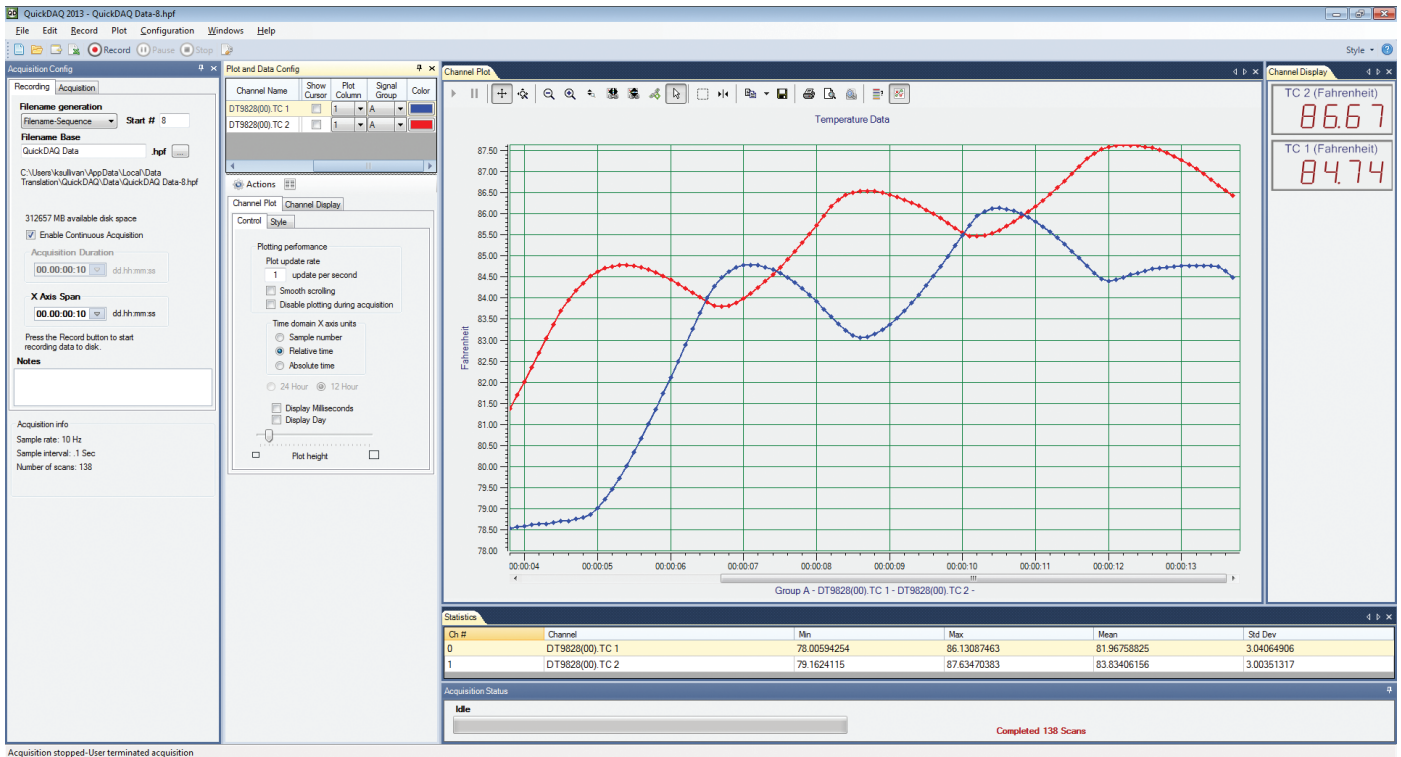 QuickDAQ 2013 - QuickDAQ Data-8.hpf
File Edit Record Plot Configuration Windows Help
Record Pause Stop Style
Acquisition Config
Recording Acquisition
Filename generation
Filename-Sequence Start # 8
Filename Base
QuickDAQ Data .hpf ...
C:\Users\ksullivan\AppData\Local\Data
Translation\QuickDAQ\Data\QuickDAQ Data-8.hpf
312657 MB available disk space
Enable Continuous Acquisition
Acquisition Duration
00.00:00:10 dd.hh:mm:ss
X Axis Span
00.00:00:10 dd.hh:mm:ss
Press the Record button to start
recording data to disk.
Notes
Acquisition info
Sample rate: 10 Hz
Sample interval: .1 Sec
Number of scans: 138
Plot and Data Config
Channel Name Show Cursor Plot Column Signal Group Color
DT9828(00).TC 1 1 A
DT9828(00).TC 2 1 A
Actions
Channel Plot Channel Display
Control Style
Plotting performance
Plot update rate
1 update per second
Smooth scrolling
Disable plotting during acquisition
Time domain X axis units
Sample number
Relative time
Absolute time
24 Hour 12 Hour
Display Milliseconds
Display Day
Plot height
Channel Plot
Temperature Data
Fahrenheit
87.50
87.00
86.50
86.00
85.50
85.00
84.50
84.00
83.50
83.00
82.50
82.00
81.50
81.00
80.50
80.00
79.50
79.00
78.50
78.00
00:00:04 00:00:05 00:00:06 00:00:07 00:00:08 00:00:09 00:00:10 00:00:11 00:00:12 00:00:13
Group A - DT9828(00).TC 1 - DT9828(00).TC 2 -
Channel Display
TC 2 (Fahrenheit)
86.67
TC 1 (Fahrenheit)
84.74
Statistics
Ch # Channel Min Max Mean Std Dev
0 DT9828(00).TC 1 78.00594254 86.13087463 81.96758825 3.04064906
1 DT9828(00).TC 2 79.1624115 87.63470383 83.83406156 3.00351317
Acquisition Status
Idle
Completed 138 Scans
Acquisition stopped-User terminated acquisition